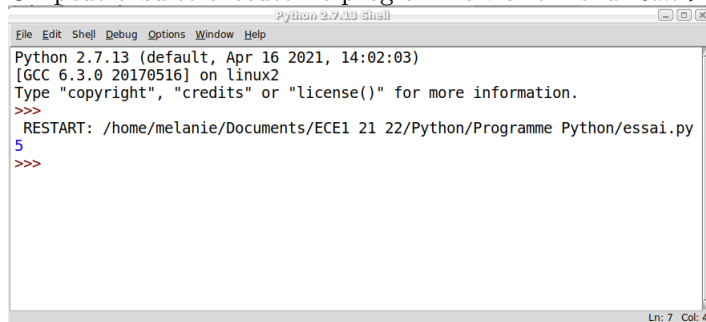 Python 2.7.13 Shell
File Edit Shell Debug Options Window Help
Python 2.7.13 (default, Apr 16 2021, 14:02:03)
[GCC 6.3.0 20170516] on linux2
Type "copyright", "credits" or "license()" for more information.
>>>
RESTART: /home/melanie/Documents/ECE1 21 22/Python/Programme Python/essai.py
5
>>>
Ln: 7 Col: 4